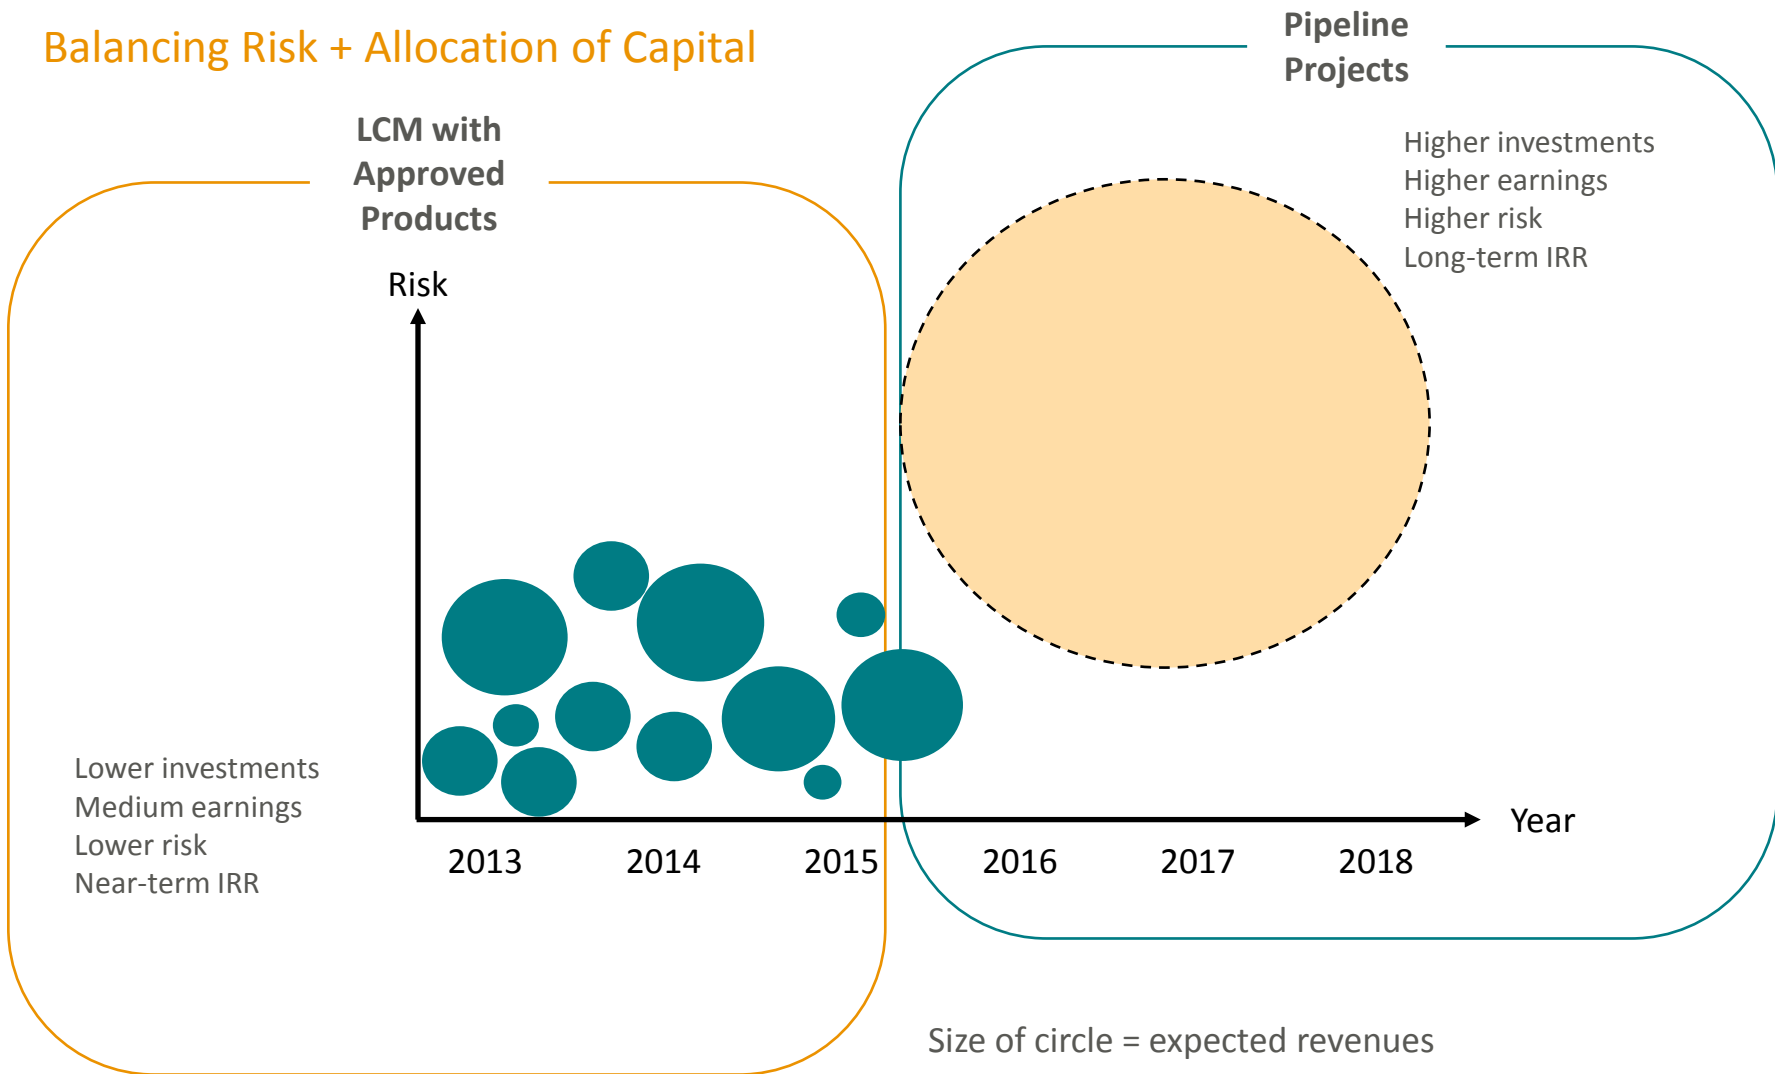 Balancing Risk + Allocation of Capital
LCM with
Approved
Products
Pipeline
Projects
Higher investments
Higher earnings
Higher risk
Long-term IRR
Risk
Lower investments
Medium earnings
Lower risk
Near-term IRR
Year
2013 2014 2015 2016 2017 2018
Size of circle = expected revenues